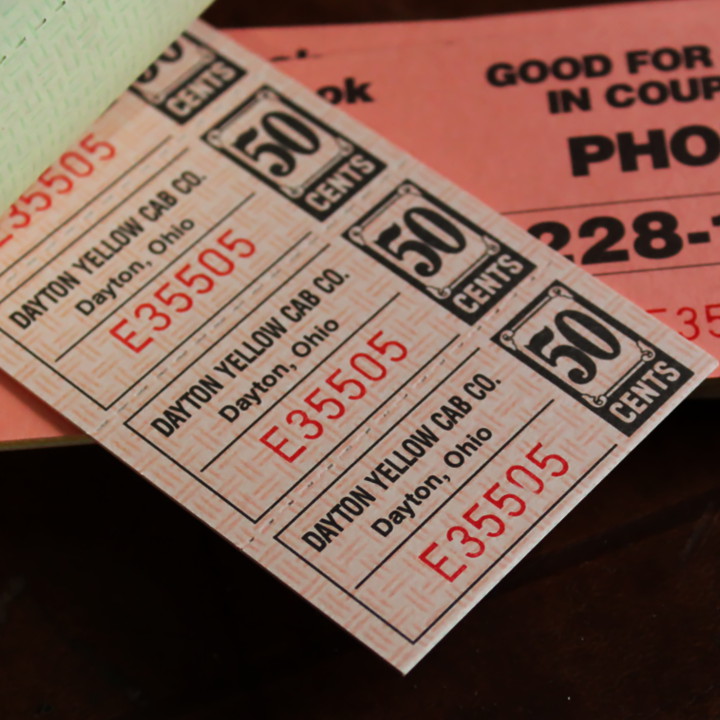 GOOD FOR
IN COUP
PHO
228-
50
CENTS
E35505
50
CENTS
DAYTON YELLOW CAB CO.
Dayton, Ohio
E35505
50
CENTS
DAYTON YELLOW CAB CO.
Dayton, Ohio
E35505
50
CENTS
DAYTON YELLOW CAB CO.
Dayton, Ohio
E35505